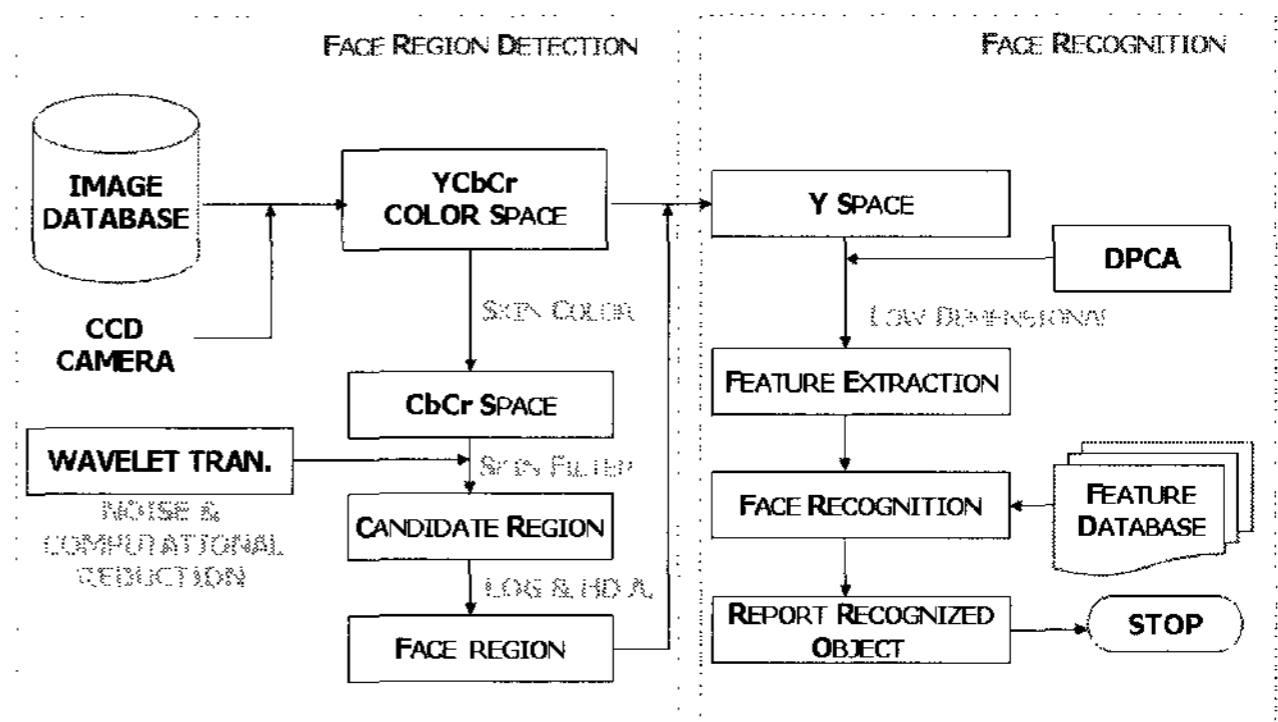 FACE REGION DETECTION
IMAGE
DATABASE
CCD
CAMERA
YCbCr
COLOR SPACE
SKIN COLOR
CbCr SPACE
WAVELET TRAN.
NOISE &
COMPUTATIONAL
REDUCTION
SKIN FILTER
CANDIDATE REGION
LOG & HDA
FACE REGION
FACE RECOGNITION
Y SPACE
DPCA
LOW DIMENSIONAL
FEATURE EXTRACTION
FACE RECOGNITION
FEATURE
DATABASE
REPORT RECOGNIZED
OBJECT
STOP